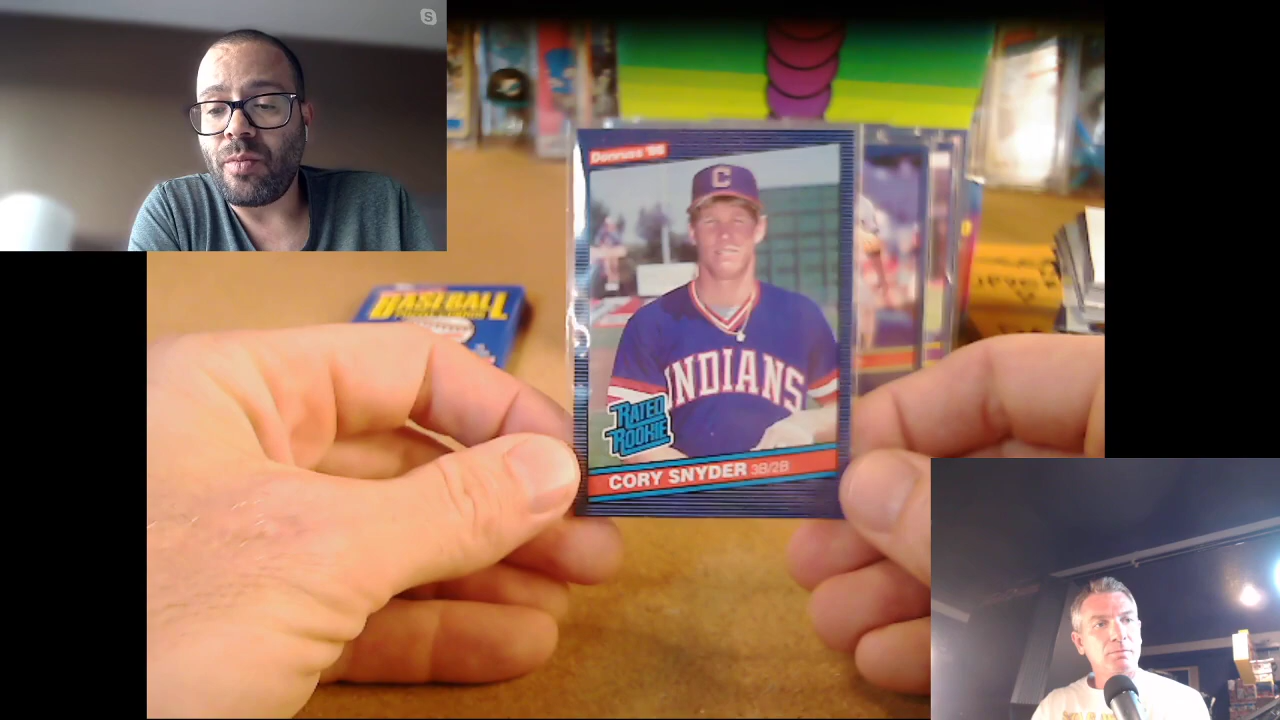 Donruss '86
C
INDIANS
RATED
ROOKIE
CORY SNYDER 3B/2B
BASEBALL
S